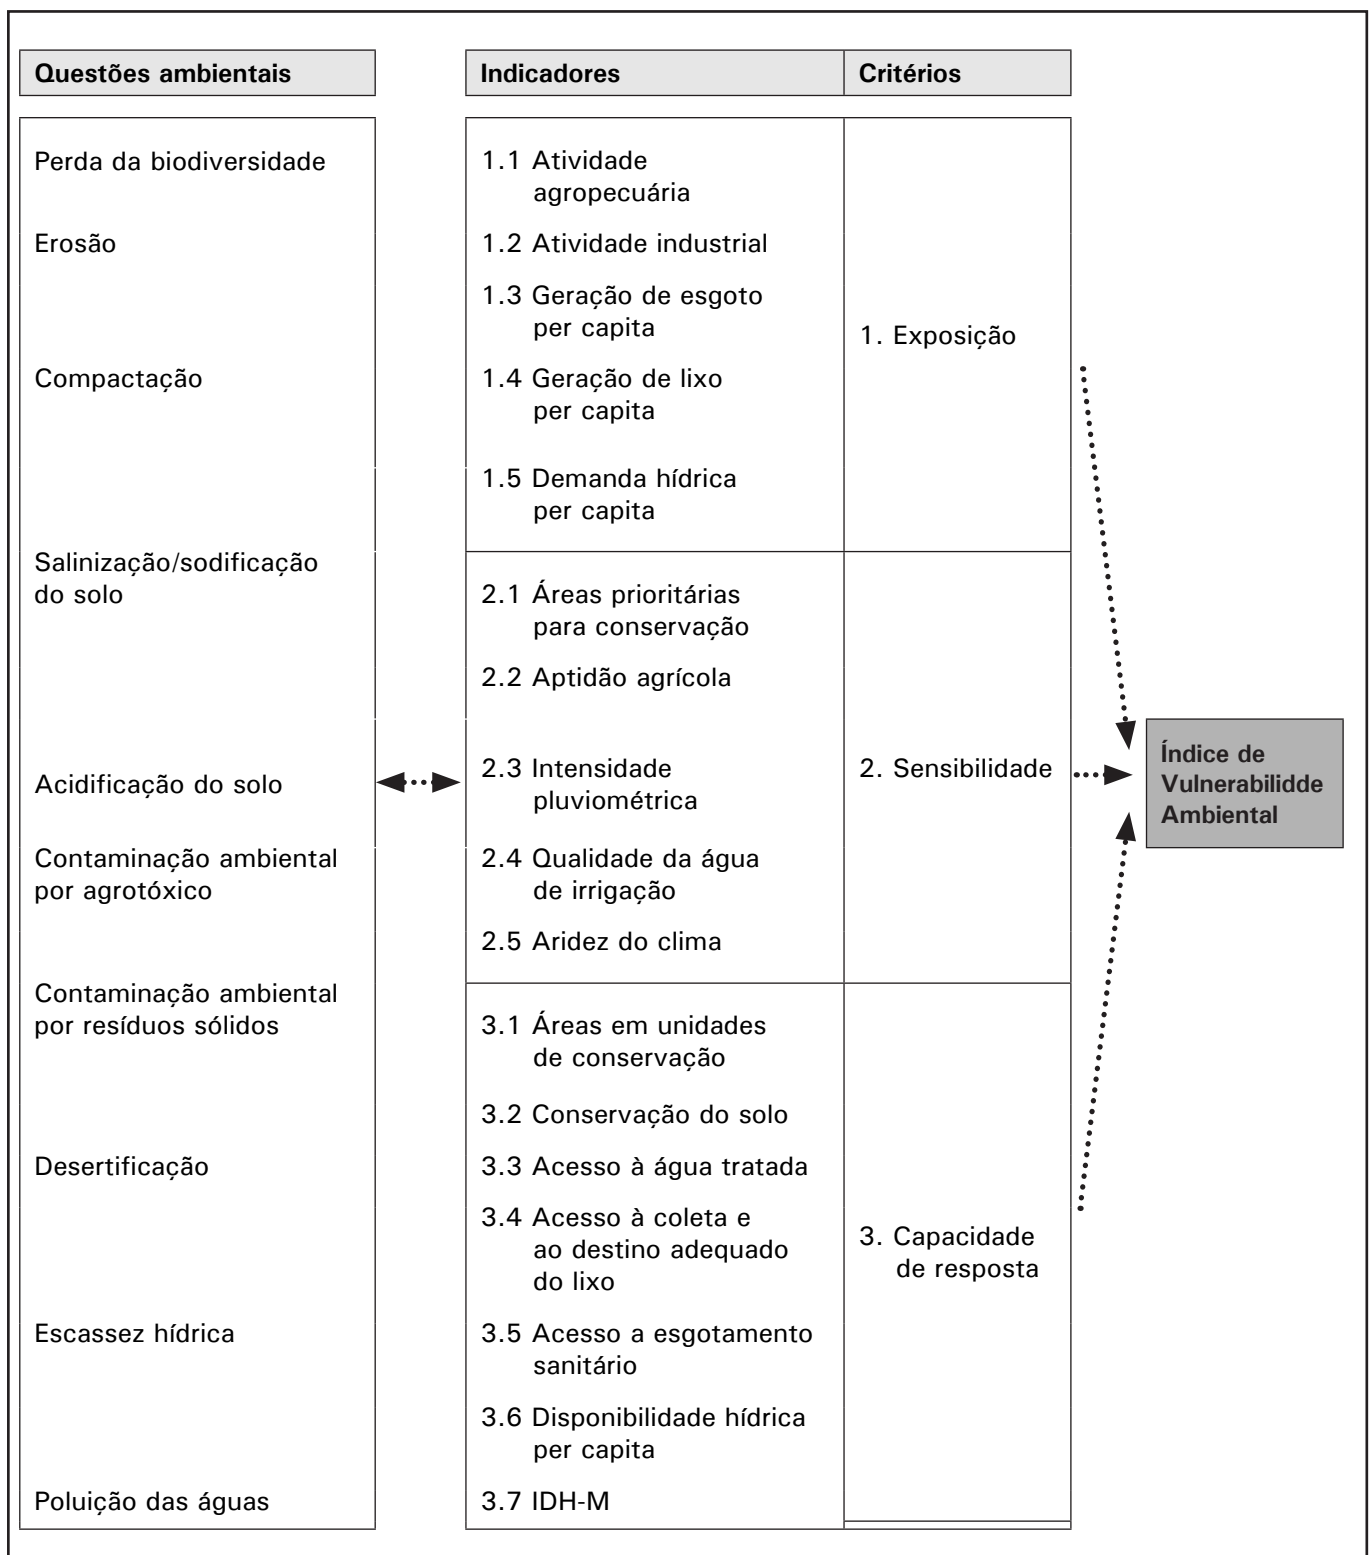 Questões ambientais
Indicadores
Critérios
Perda da biodiversidade
Erosão
Compactação
Salinização/sodificação
do solo
Acidificação do solo
Contaminação ambiental
por agrotóxico
Contaminação ambiental
por resíduos sólidos
Desertificação
Escassez hídrica
Poluição das águas
1.1 Atividade
agropecuária
1.2 Atividade industrial
1.3 Geração de esgoto
per capita
1.4 Geração de lixo
per capita
1.5 Demanda hídrica
per capita
1. Exposição
2.1 Áreas prioritárias
para conservação
2.2 Aptidão agrícola
2.3 Intensidade
pluviométrica
2.4 Qualidade da água
de irrigação
2.5 Aridez do clima
2. Sensibilidade
3.1 Áreas em unidades
de conservação
3.2 Conservação do solo
3.3 Acesso à água tratada
3.4 Acesso à coleta e
ao destino adequado
do lixo
3.5 Acesso a esgotamento
sanitário
3.6 Disponibilidade hídrica
per capita
3.7 IDH-M
3. Capacidade
de resposta
Índice de
Vulnerabilidde
Ambiental